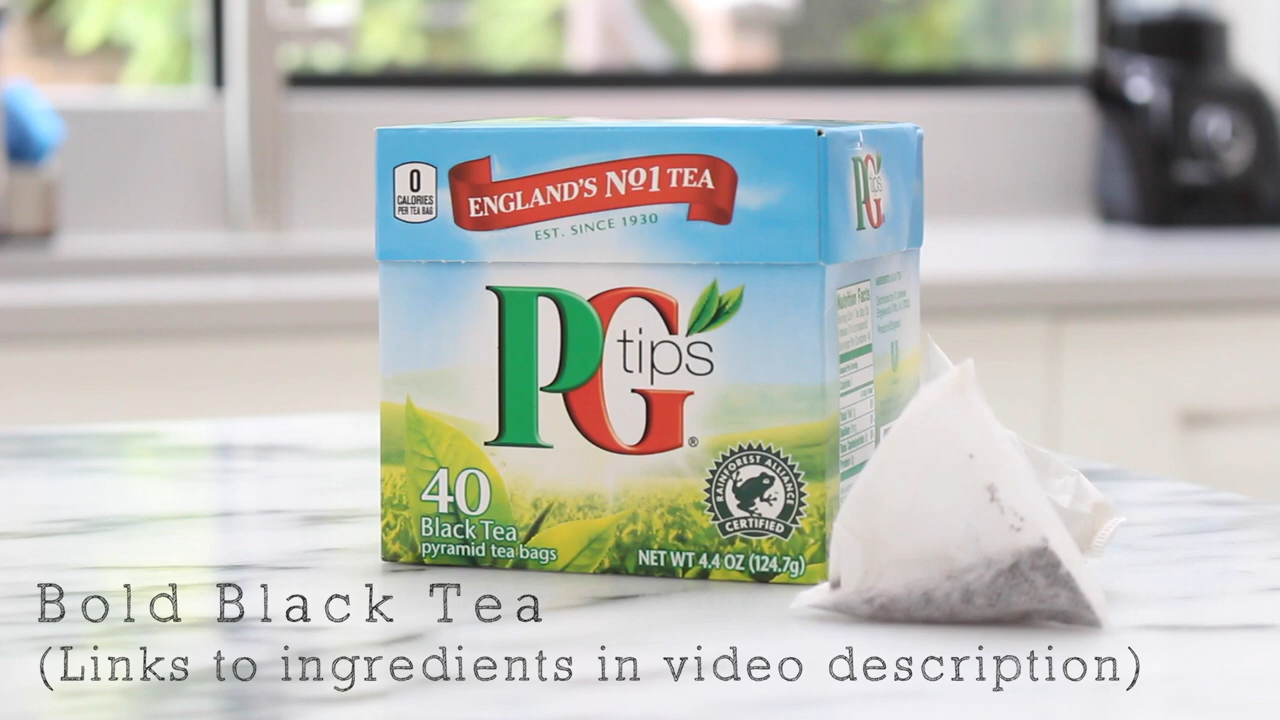 0
CALORIES
PER TEA BAG
ENGLAND'S Nº1 TEA
EST. SINCE 1930
PG tips
®
PG tips
Nutrition Facts
40
Black Tea
pyramid tea bags
RAINFOREST ALLIANCE
CERTIFIED
NET WT 4.4 OZ (124.7g)
Bold Black Tea
(Links to ingredients in video description)